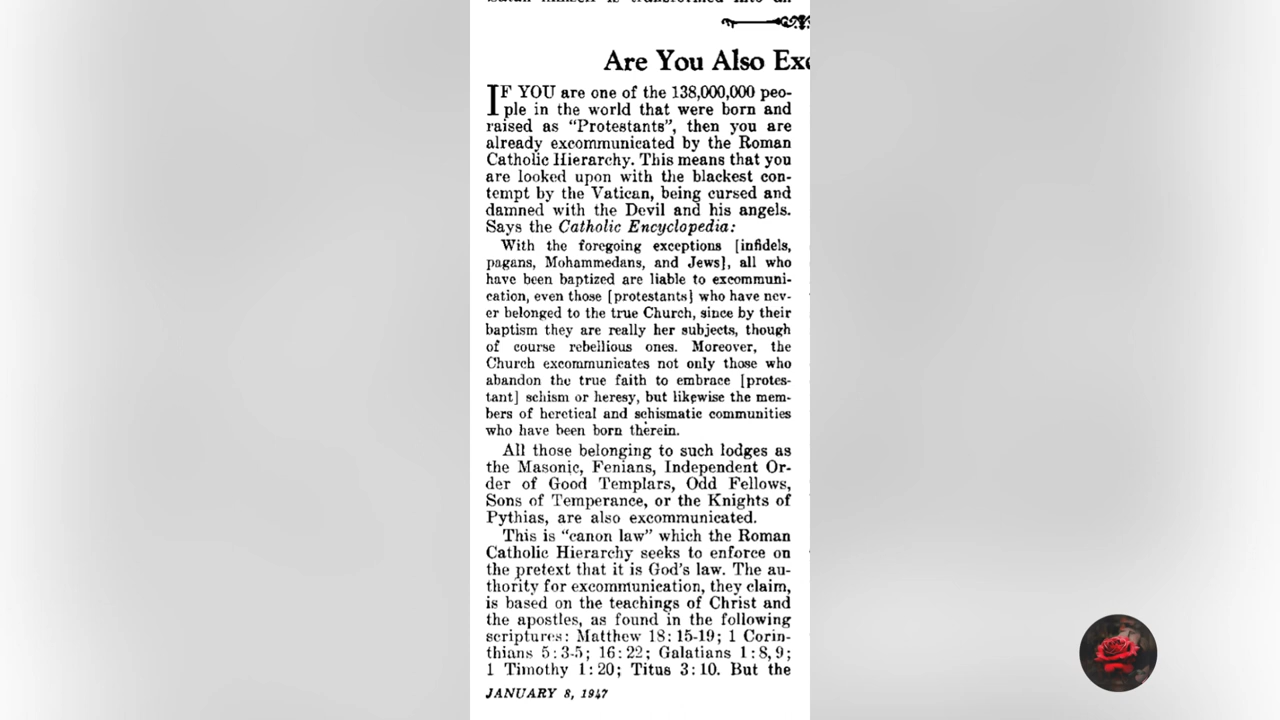 Are You Also Exc
IF YOU are one of the 138,000,000 peo-
ple in the world that were born and
raised as "Protestants", then you are
already excommunicated by the Roman
Catholic Hierarchy. This means that you
are looked upon with the blackest con-
tempt by the Vatican, being cursed and
damned with the Devil and his angels.
Says the Catholic Encyclopedia:
With the foregoing exceptions [infidels,
pagans, Mohammedans, and Jews], all who
have been baptized are liable to excommuni-
cation, even those [protestants] who have nev-
er belonged to the true Church, since by their
baptism they are really her subjects, though
of course rebellious ones. Moreover, the
Church excommunicates not only those who
abandon the true faith to embrace [protes-
tant] schism or heresy, but likewise the mem-
bers of heretical and schismatic communities
who have been born therein.
All those belonging to such lodges as
the Masonic, Fenians, Independent Or-
der of Good Templars, Odd Fellows,
Sons of Temperance, or the Knights of
Pythias, are also excommunicated.
This is "canon law" which the Roman
Catholic Hierarchy seeks to enforce on
the pretext that it is God's law. The au-
thority for excommunication, they claim,
is based on the teachings of Christ and
the apostles, as found in the following
scriptures: Matthew 18:15-19; 1 Corin-
thians 5:3-5; 16:22; Galatians 1:8,9;
1 Timothy 1:20; Titus 3:10. But the
JANUARY 8, 1947